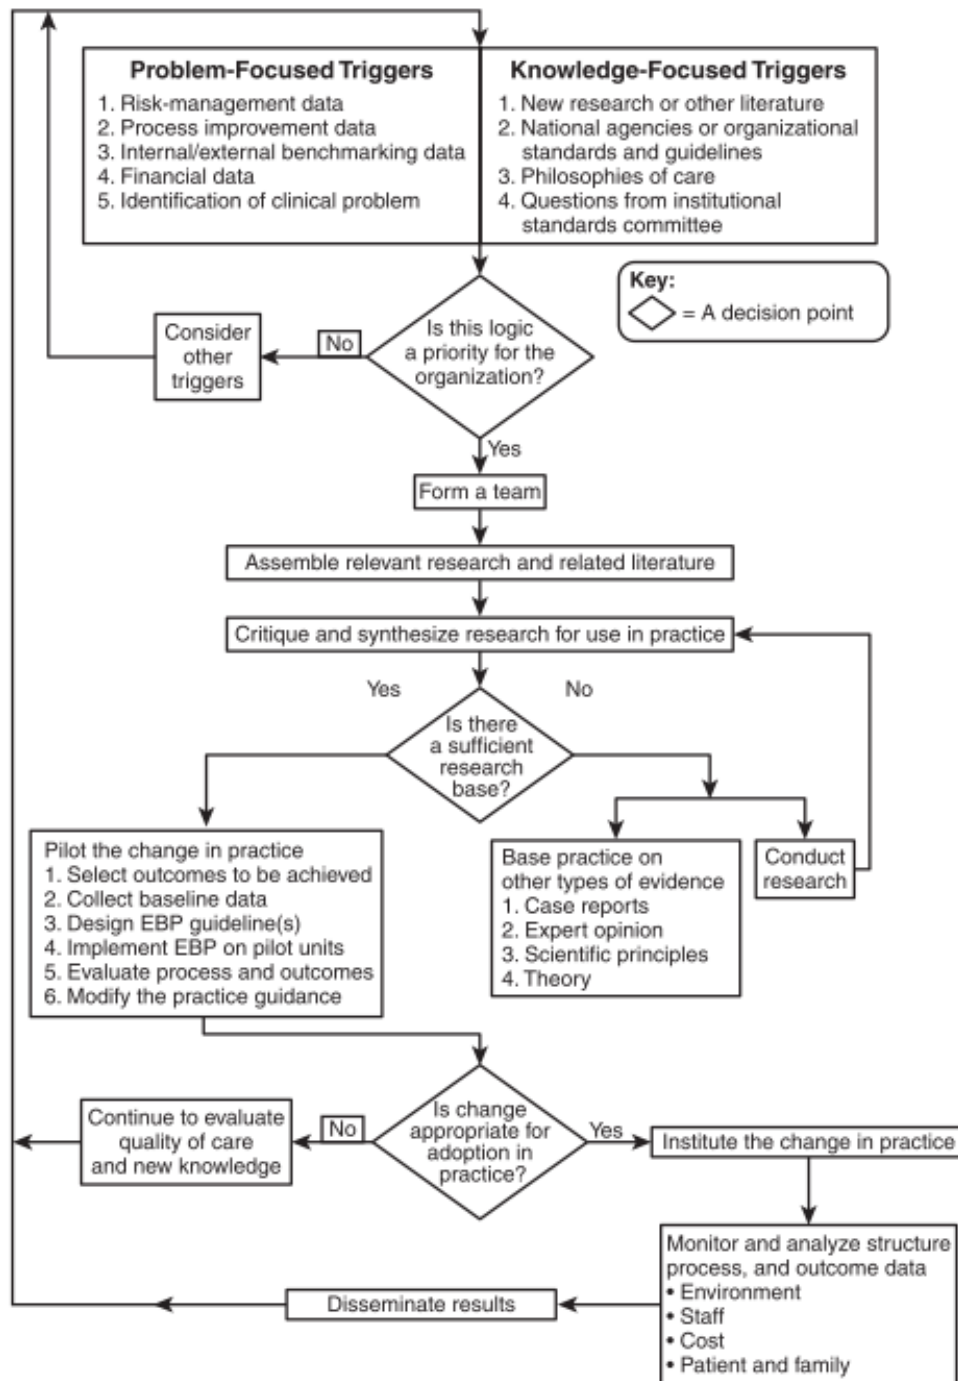 Problem-Focused Triggers
1. Risk-management data
2. Process improvement data
3. Internal/external benchmarking data
4. Financial data
5. Identification of clinical problem
Knowledge-Focused Triggers
1. New research or other literature
2. National agencies or organizational
standards and guidelines
3. Philosophies of care
4. Questions from institutional
standards committee
Key:
= A decision point
Is this logic
a priority for the
organization?
No
Consider
other
triggers
Yes
Form a team
Assemble relevant research and related literature
Critique and synthesize research for use in practice
Yes
No
Is there
a sufficient
research
base?
Pilot the change in practice
1. Select outcomes to be achieved
2. Collect baseline data
3. Design EBP guideline(s)
4. Implement EBP on pilot units
5. Evaluate process and outcomes
6. Modify the practice guidance
Base practice on
other types of evidence
1. Case reports
2. Expert opinion
3. Scientific principles
4. Theory
Conduct
research
Is change
appropriate for
adoption in
practice?
No
Continue to evaluate
quality of care
and new knowledge
Yes
Institute the change in practice
Monitor and analyze structure
process, and outcome data
• Environment
• Staff
• Cost
• Patient and family
Disseminate results